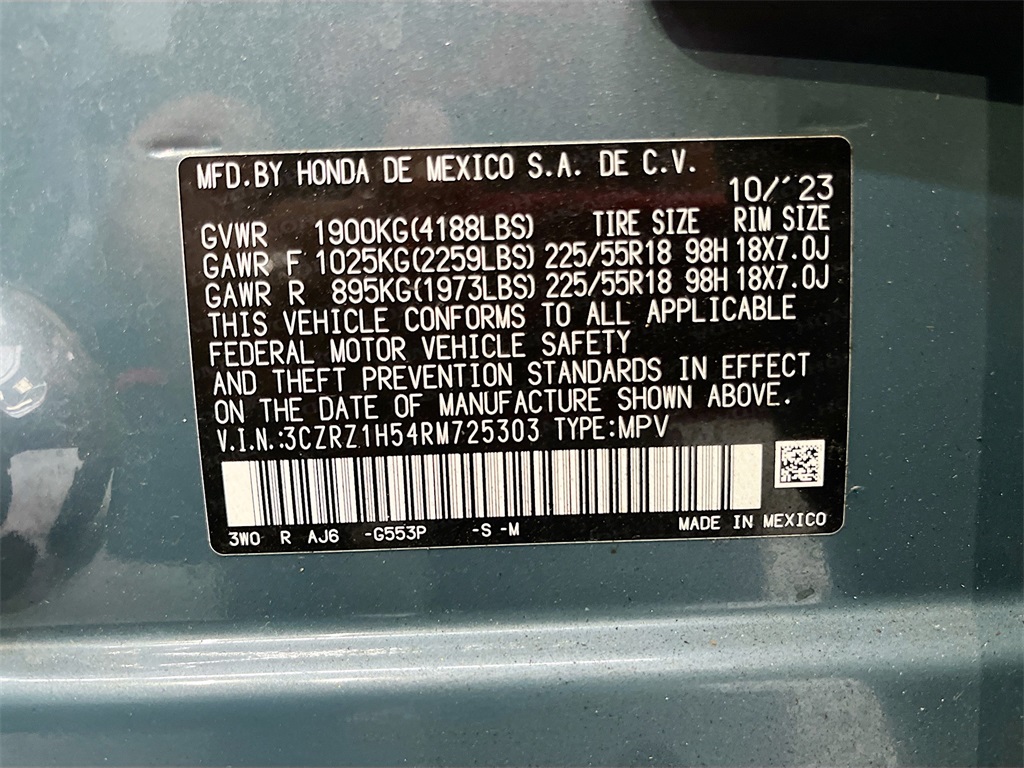 MFD.BY HONDA DE MEXICO S.A. DE C.V.
10/'23
GVWR 1900KG(4188LBS) TIRE SIZE RIM SIZE
GAWR F 1025KG(2259LBS) 225/55R18 98H 18X7.0J
GAWR R 895KG(1973LBS) 225/55R18 98H 18X7.0J
THIS VEHICLE CONFORMS TO ALL APPLICABLE
FEDERAL MOTOR VEHICLE SAFETY
AND THEFT PREVENTION STANDARDS IN EFFECT
ON THE DATE OF MANUFACTURE SHOWN ABOVE.
V.I.N.:3CZRZ1H54RM725303 TYPE:MPV
3W0 R AJ6 -G553P -S -M MADE IN MEXICO